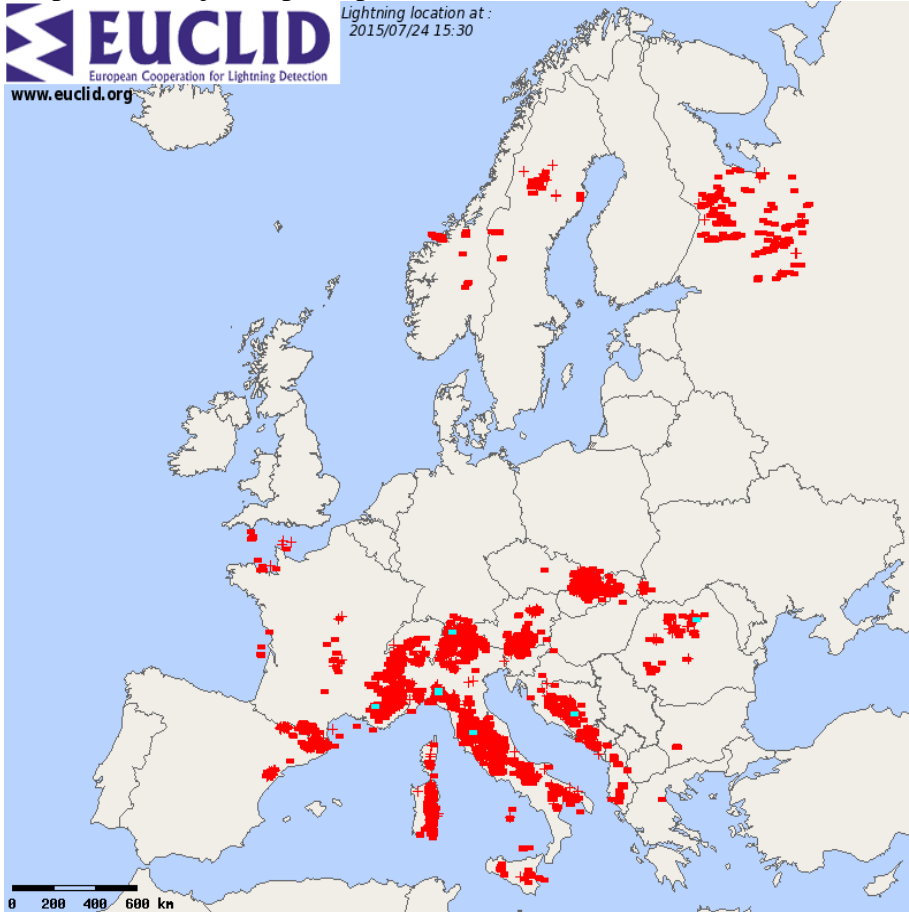 EUCLID
European Cooperation for Lightning Detection
www.euclid.org
Lightning location at :
2015/07/24 15:30
0 200 400 600 km